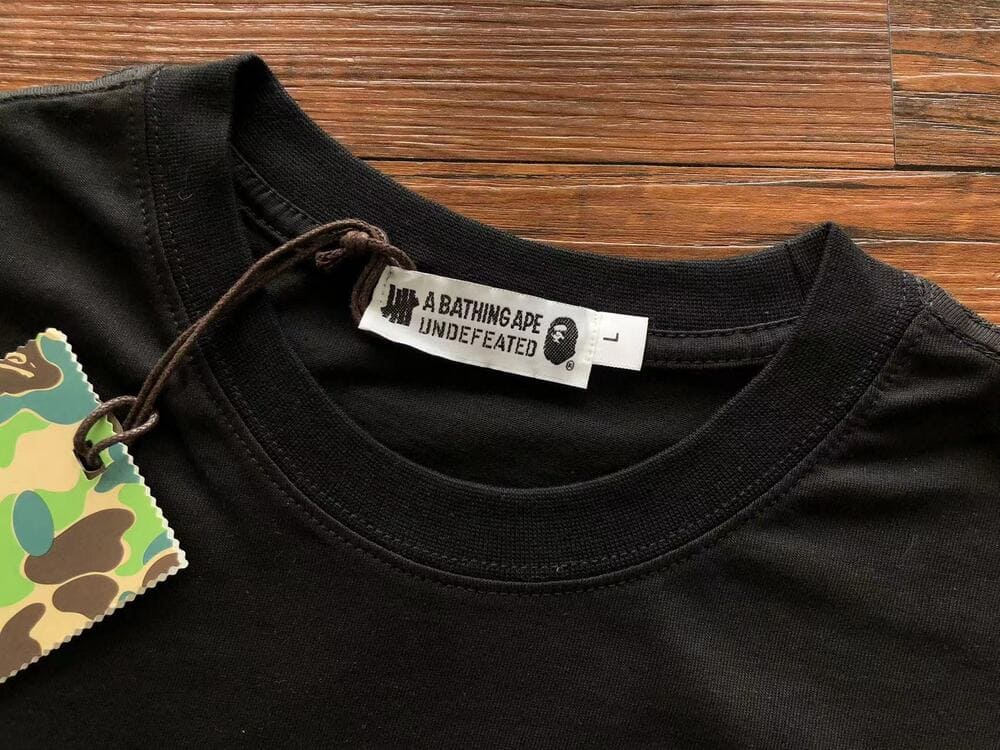 A BATHING APE
UNDEFEATED
®
L